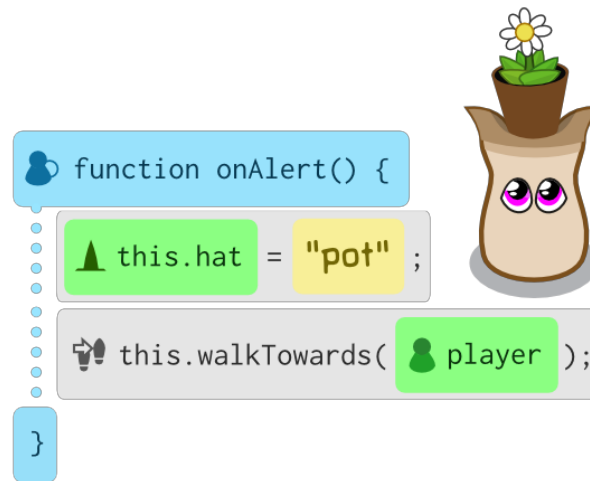 function onAlert() {
this.hat = "pot" ;
this.walkTowards( player );
}